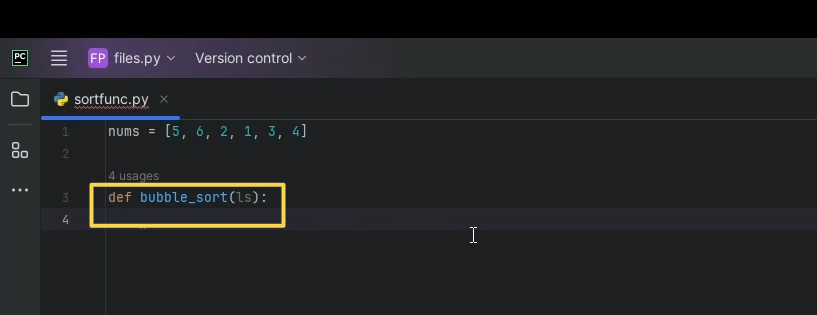 PC
FP files.py Version control
sortfunc.py
1 nums = [5, 6, 2, 1, 3, 4]
2
4 usages
3 def bubble_sort(ls):
4